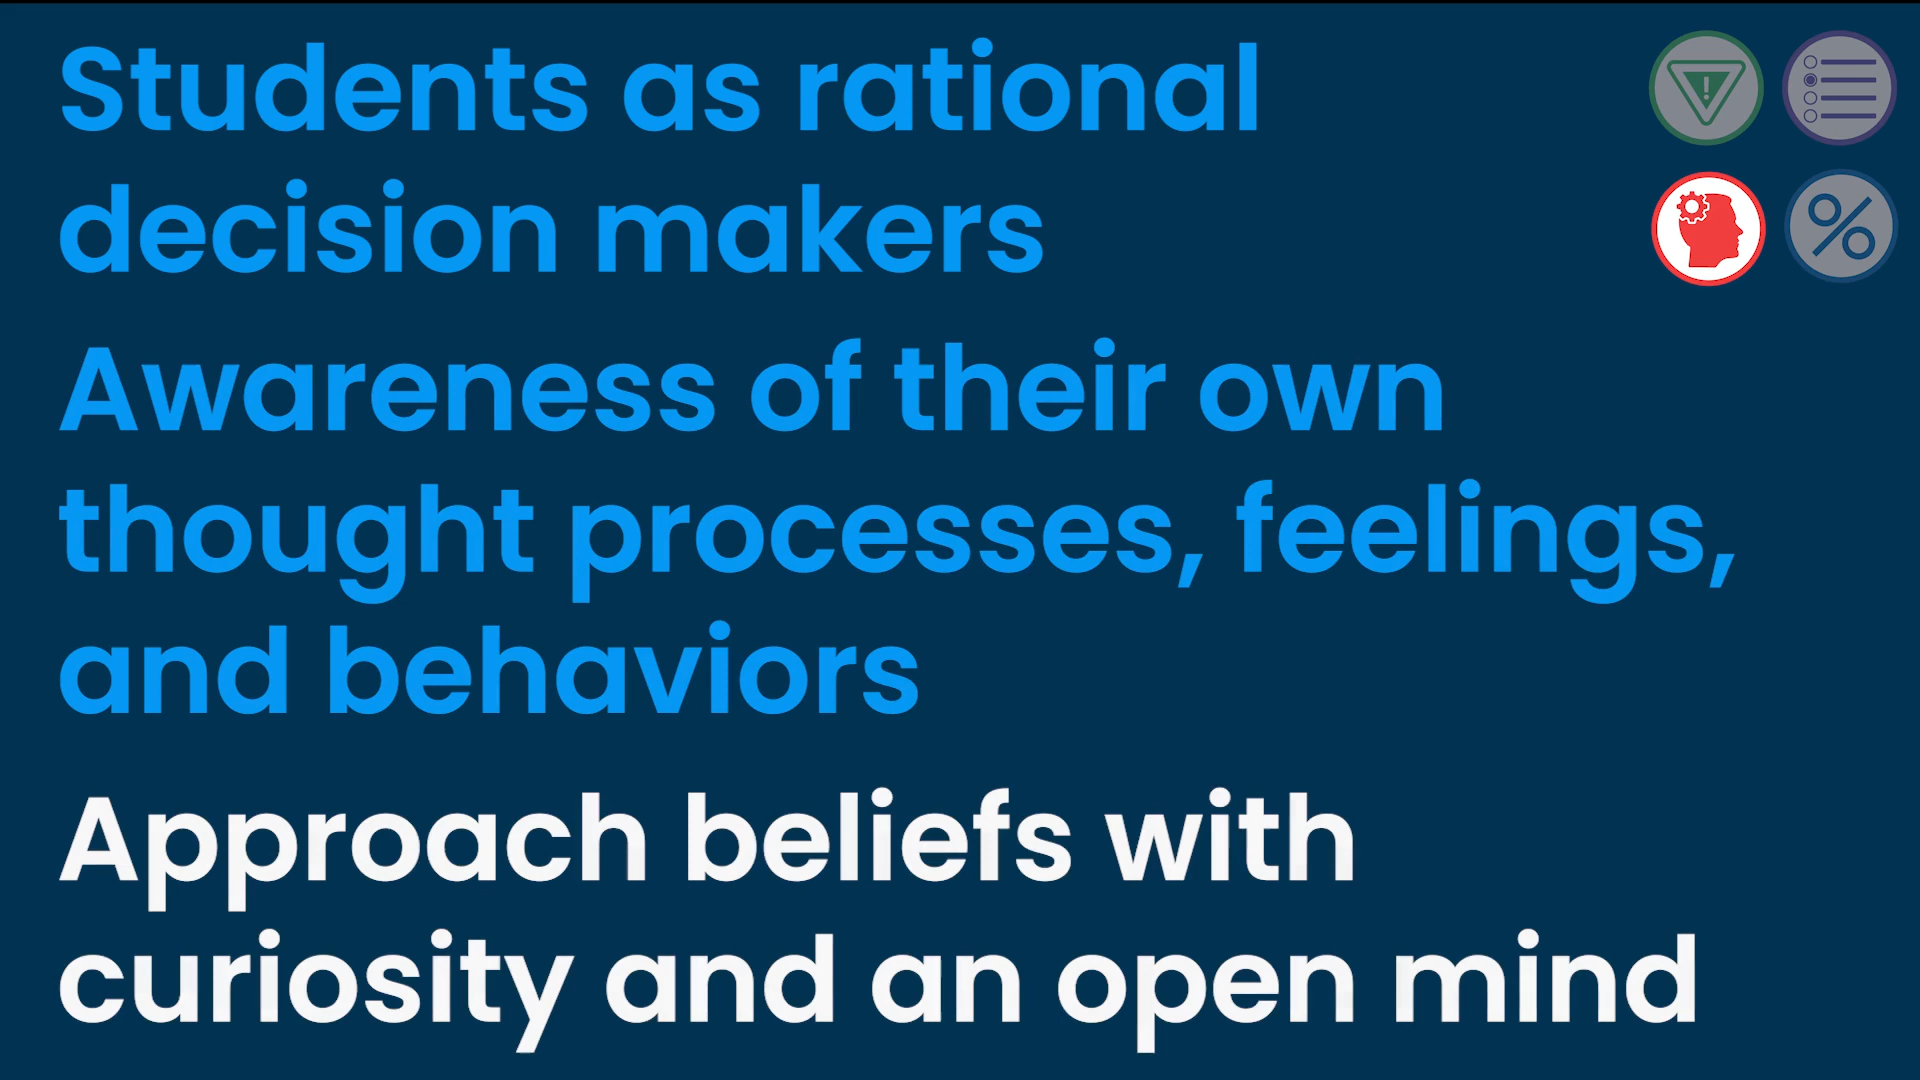 Students as rational
decision makers
Awareness of their own
thought processes, feelings,
and behaviors
Approach beliefs with
curiosity and an open mind